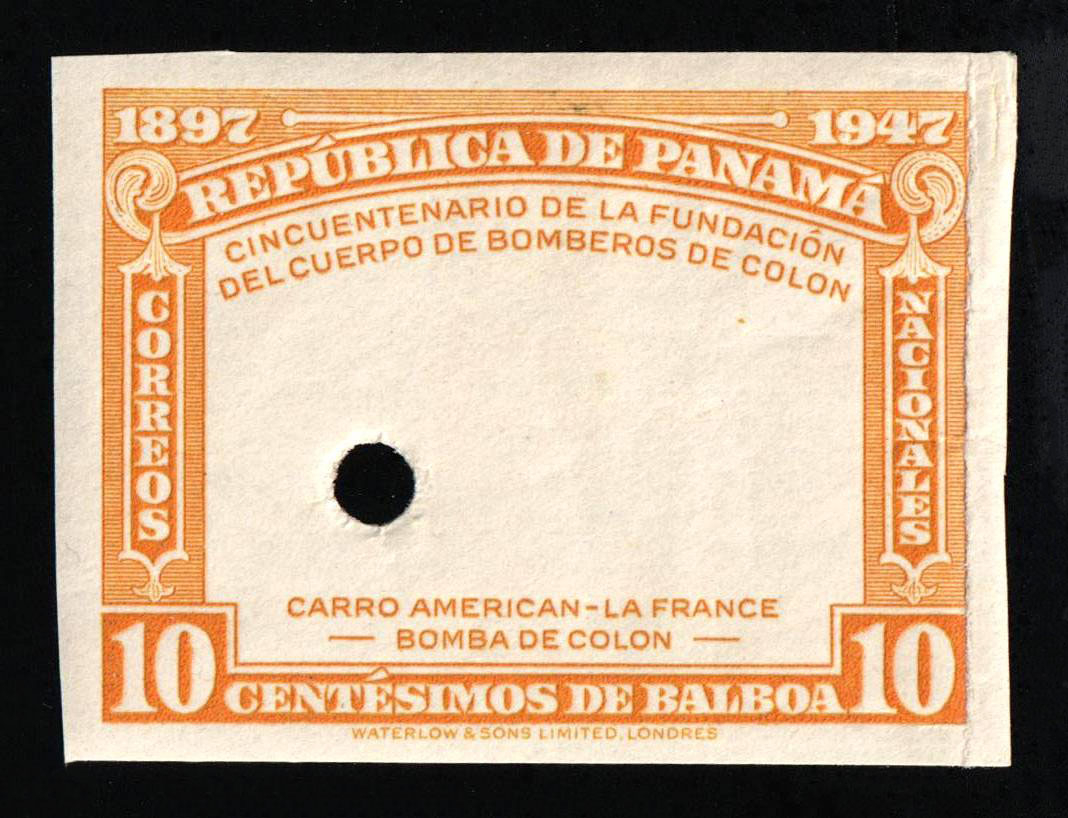 1897 1947
REPÚBLICA DE PANAMÁ
CINCUENTENARIO DE LA FUNDACIÓN
DEL CUERPO DE BOMBEROS DE COLON
CORREOS
NACIONALES
CARRO AMERICAN-LA FRANCE
— BOMBA DE COLON —
10 CENTÉSIMOS DE BALBOA 10
WATERLOW & SONS LIMITED, LONDRES